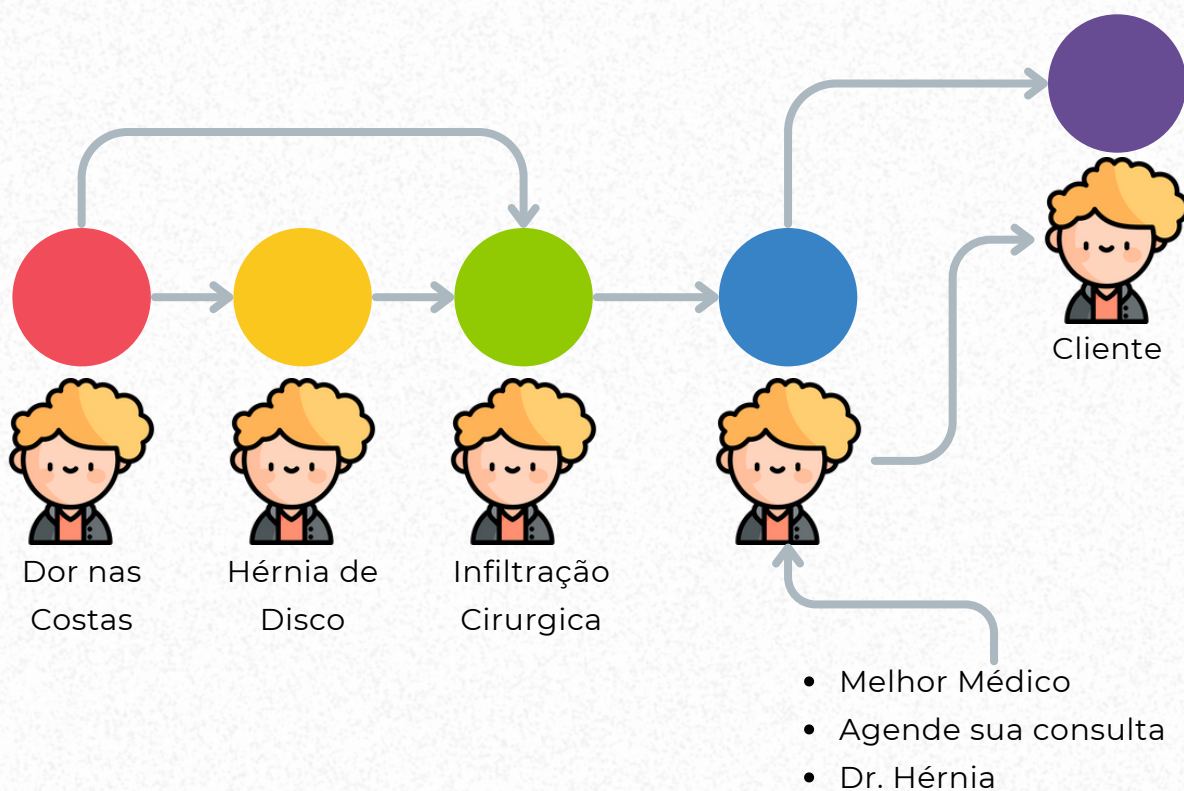 Cliente
Dor nas
Costas
Hérnia de
Disco
Infiltração
Cirurgica
• Melhor Médico
• Agende sua consulta
• Dr. Hérnia